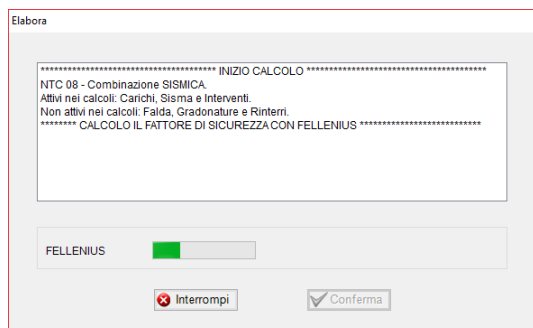 Elabora
*************************************** INIZIO CALCOLO ****************************************
NTC 08 - Combinazione SISMICA.
Attivi nei calcoli: Carichi, Sisma e Interventi.
Non attivi nei calcoli: Falda, Gradonature e Rinterri.
******** CALCOLO IL FATTORE DI SICUREZZA CON FELLENIUS ***************************
FELLENIUS
Interrompi
Conferma